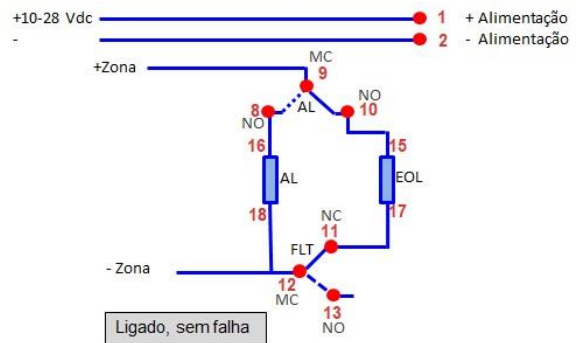 +10-28 Vdc 1 + Alimentação
- 2 - Alimentação
+Zona MC
9
8 AL NO
NO 10
16 15
AL EOL
18 NC 17
11
FLT
- Zona
12
MC 13
Ligado, sem falha NO